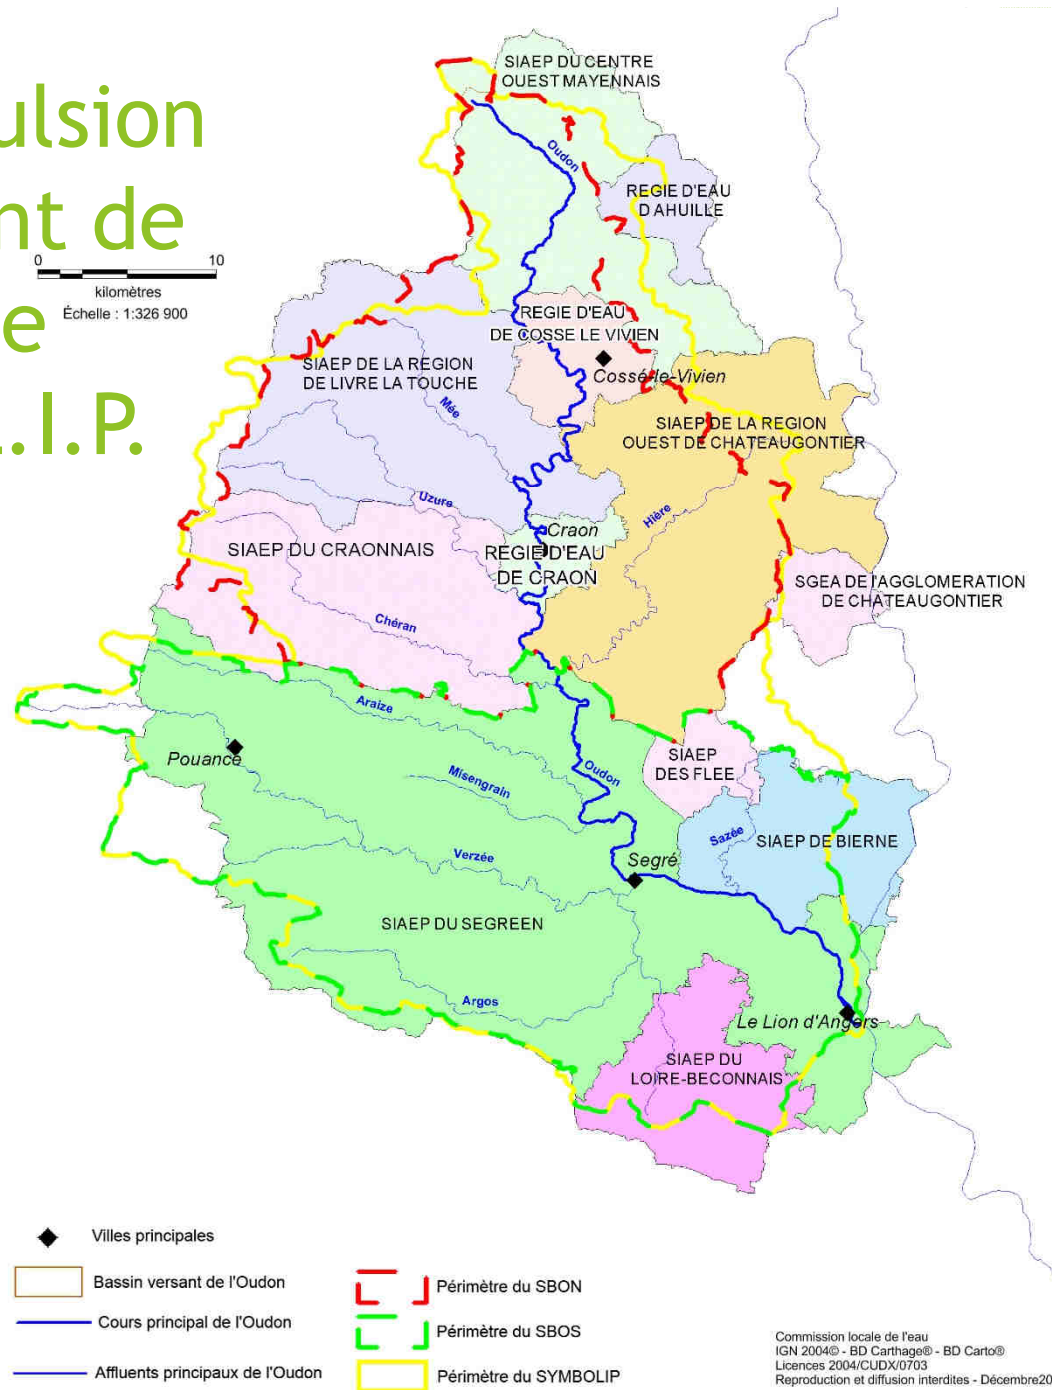 ulsion
nt de
e
.I.P.
0 10
kilomètres
Échelle : 1:326 900
SIAEP DU CENTRE
OUEST MAYENNAIS
Oudon
REGIE D'EAU
D'AHUILLE
REGIE D'EAU
DE COSSE LE VIVIEN
Cossé-le-Vivien
SIAEP DE LA REGION
DE LIVRE LA TOUCHE
Mée
SIAEP DE LA REGION
OUEST DE CHATEAUGONTIER
Uzure
Hière
Craon
SIAEP DU CRAONNAIS
REGIE D'EAU
DE CRAON
SGEA DE l'AGGLOMERATION
DE CHATEAUGONTIER
Chéran
Araize
Pouancé
Misengrain
Oudon
SIAEP
DES FLEE
Sazée
SIAEP DE BIERNE
Verzée
Segré
SIAEP DU SEGREEN
Argos
Le Lion d'Angers
SIAEP DU
LOIRE-BECONNAIS
Villes principales
Bassin versant de l'Oudon
Cours principal de l'Oudon
Affluents principaux de l'Oudon
Périmètre du SBON
Périmètre du SBOS
Périmètre du SYMBOLIP
Commission locale de l'eau
IGN 2004© - BD Carthage® - BD Carto®
Licences 2004/CUDX/0703
Reproduction et diffusion interdites - Décembre20